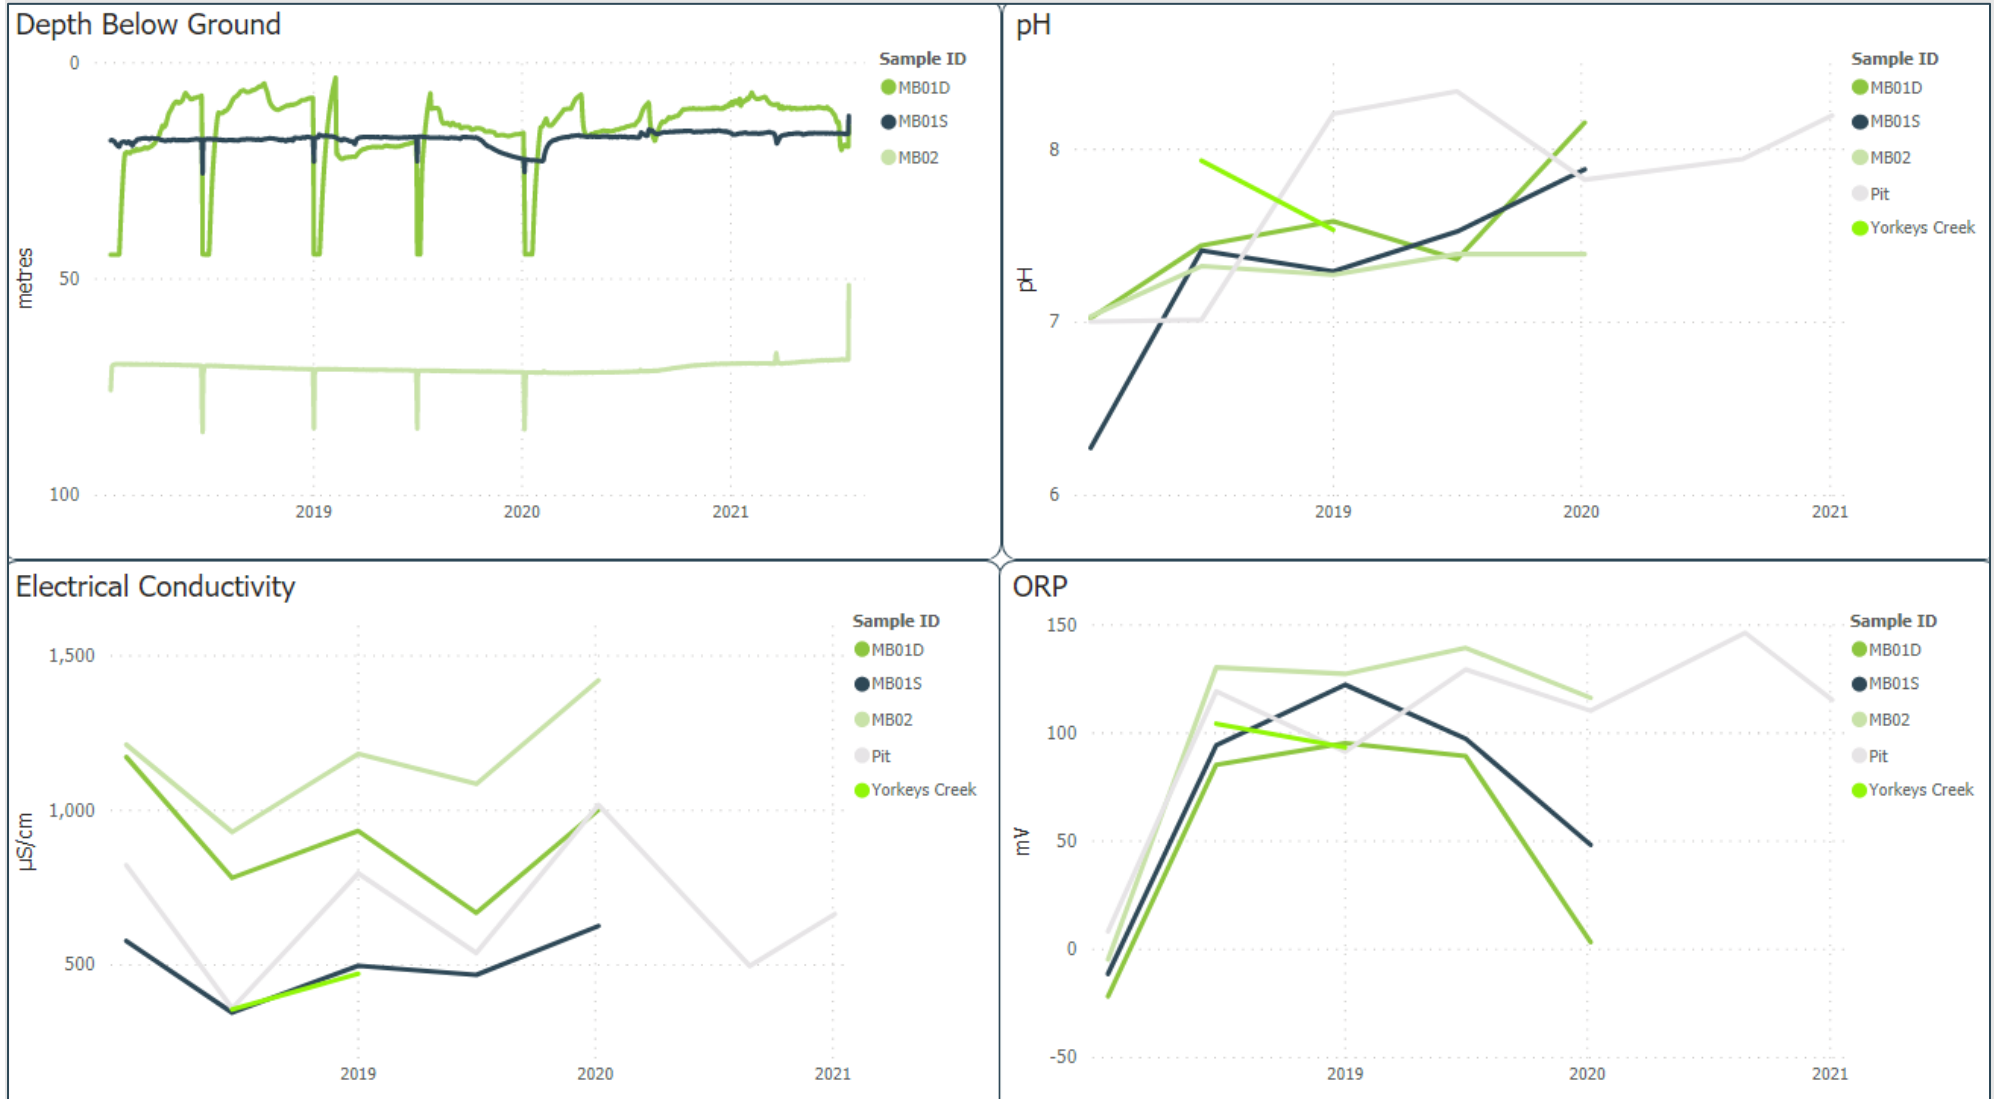 Depth Below Ground
0
50
100
metres
2019
2020
2021
Sample ID
MB01D
MB01S
MB02
pH
8
7
6
pH
2019
2020
2021
Sample ID
MB01D
MB01S
MB02
Pit
Yorkeys Creek
Electrical Conductivity
1,500
1,000
500
µS/cm
2019
2020
2021
Sample ID
MB01D
MB01S
MB02
Pit
Yorkeys Creek
ORP
150
100
50
0
-50
mV
2019
2020
2021
Sample ID
MB01D
MB01S
MB02
Pit
Yorkeys Creek